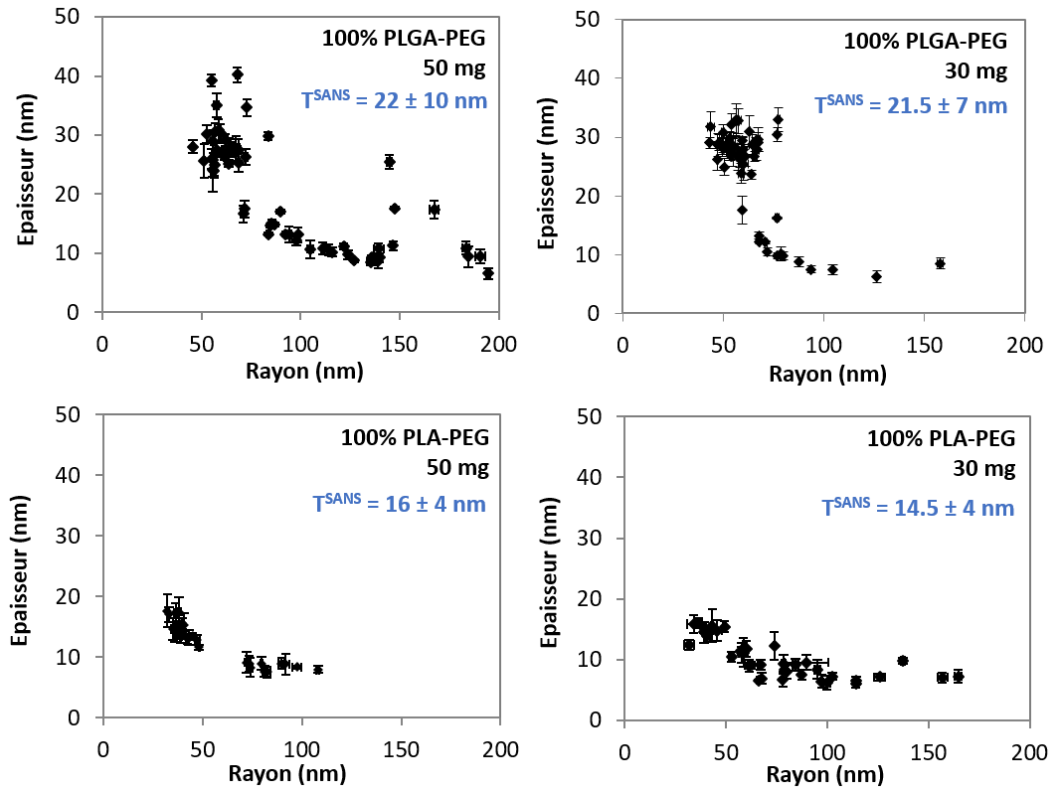 50
40
30
20
10
0
Epaisseur (nm)
100% PLGA-PEG
50 mg
T^SANS = 22 ± 10 nm
0 50 100 150 200
Rayon (nm)
50
40
30
20
10
0
Epaisseur (nm)
100% PLGA-PEG
30 mg
T^SANS = 21.5 ± 7 nm
0 50 100 150 200
Rayon (nm)
50
40
30
20
10
0
Epaisseur (nm)
100% PLA-PEG
50 mg
T^SANS = 16 ± 4 nm
0 50 100 150 200
Rayon (nm)
50
40
30
20
10
0
Epaisseur (nm)
100% PLA-PEG
30 mg
T^SANS = 14.5 ± 4 nm
0 50 100 150 200
Rayon (nm)